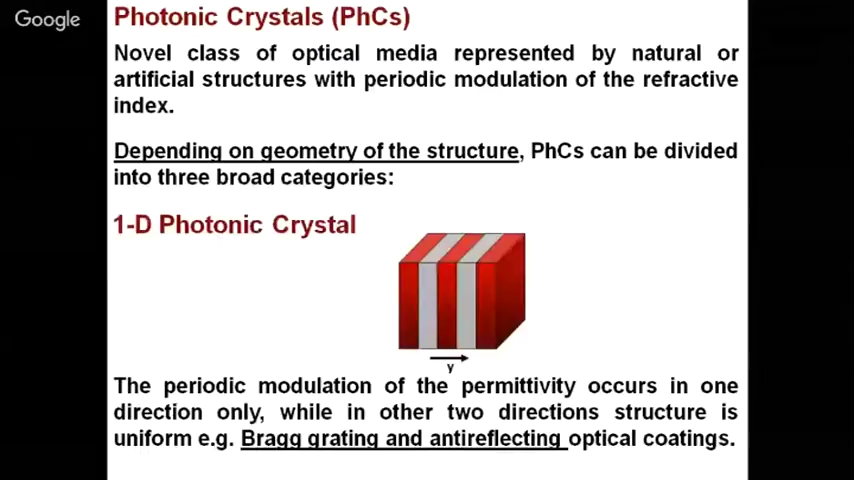 Google
Photonic Crystals (PhCs)
Novel class of optical media represented by natural or
artificial structures with periodic modulation of the refractive
index.
Depending on geometry of the structure, PhCs can be divided
into three broad categories:
1-D Photonic Crystal
y
The periodic modulation of the permittivity occurs in one
direction only, while in other two directions structure is
uniform e.g. Bragg grating and antireflecting optical coatings.